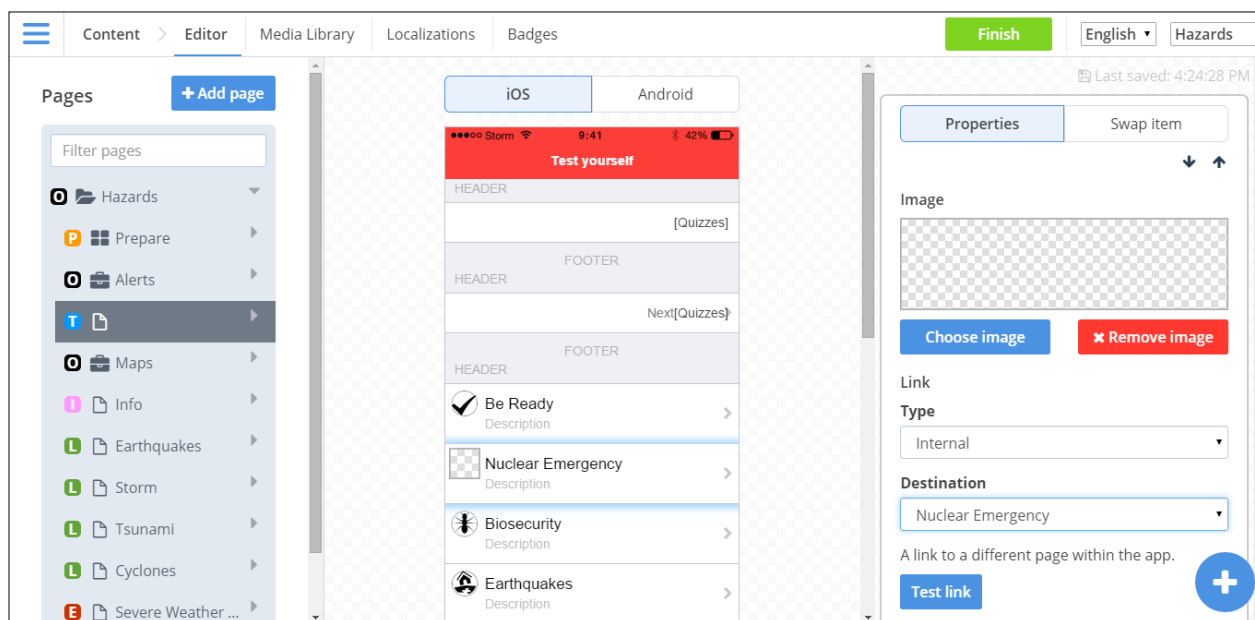 Content > Editor Media Library Localizations Badges Finish English Hazards
Last saved: 4:24:28 PM
Pages + Add page
Filter pages
O Hazards
P Prepare
O Alerts
T
O Maps
I Info
L Earthquakes
L Storm
L Tsunami
L Cyclones
E Severe Weather ...
iOS Android
Storm 9:41 42%
Test yourself
HEADER
[Quizzes]
FOOTER
HEADER
Next[Quizzes]
FOOTER
HEADER
Be Ready
Description
Nuclear Emergency
Description
Biosecurity
Description
Earthquakes
Description
Properties Swap item
Image
Choose image Remove image
Link
Type
Internal
Destination
Nuclear Emergency
A link to a different page within the app.
Test link